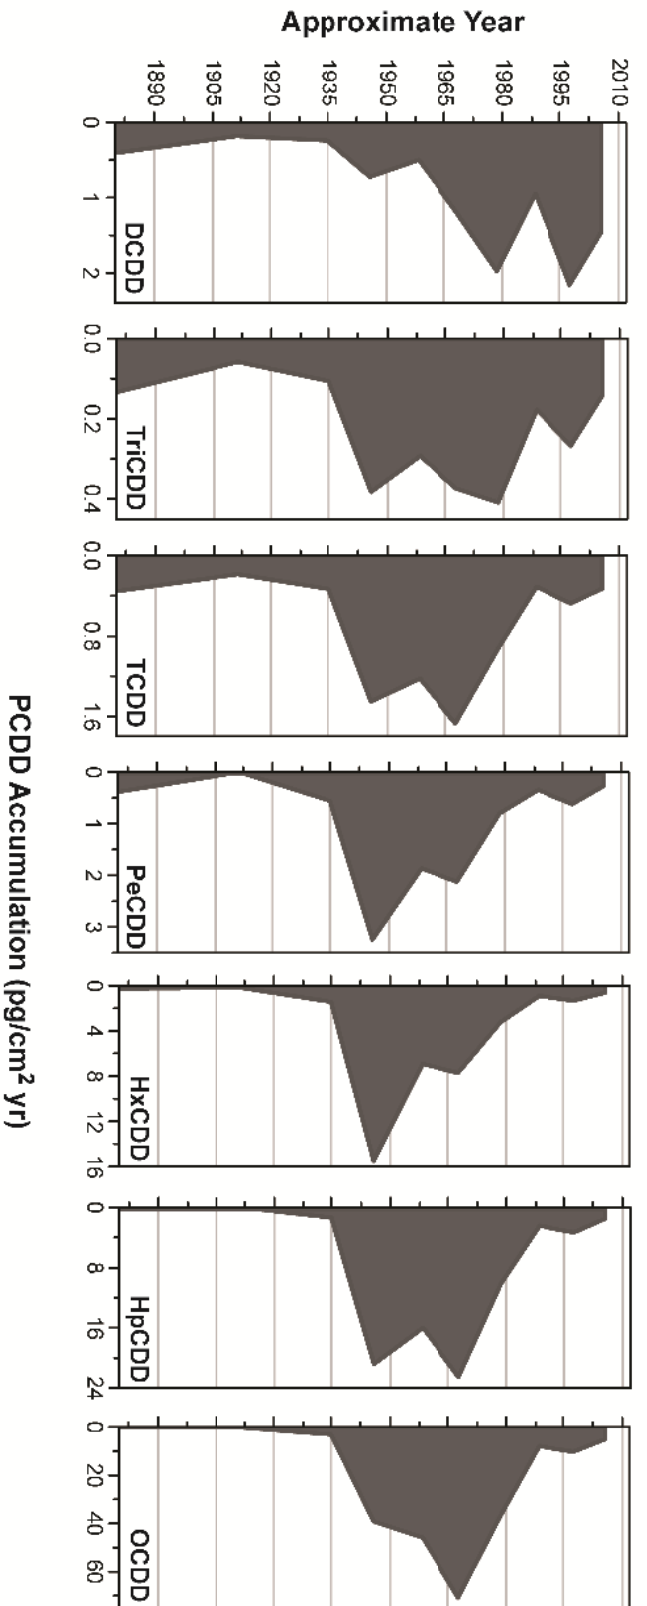 Approximate Year
1890 1905 1920 1935 1950 1965 1980 1995 2010
0 1 2
DCDD
0.0 0.2 0.4
TriCDD
0.0 0.8 1.6
TCDD
0 1 2 3
PeCDD
0 4 8 12 16
HxCDD
0 8 16 24
HpCDD
0 20 40 60
OCDD
PCDD Accumulation (pg/cm² yr)